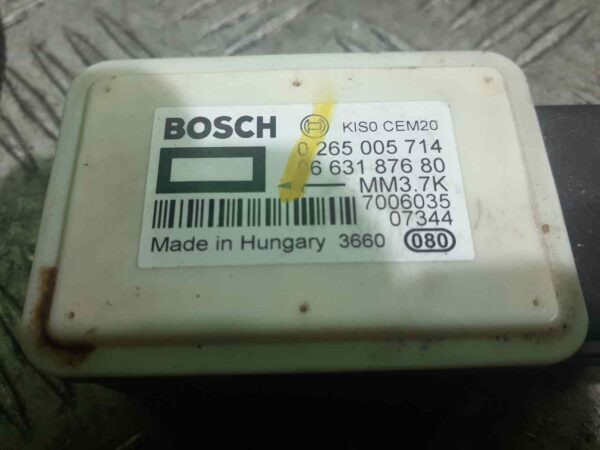 BOSCH KIS0 CEM20
0 265 005 714
96 631 876 80
MM3.7K
7006035
07344
Made in Hungary 3660 080